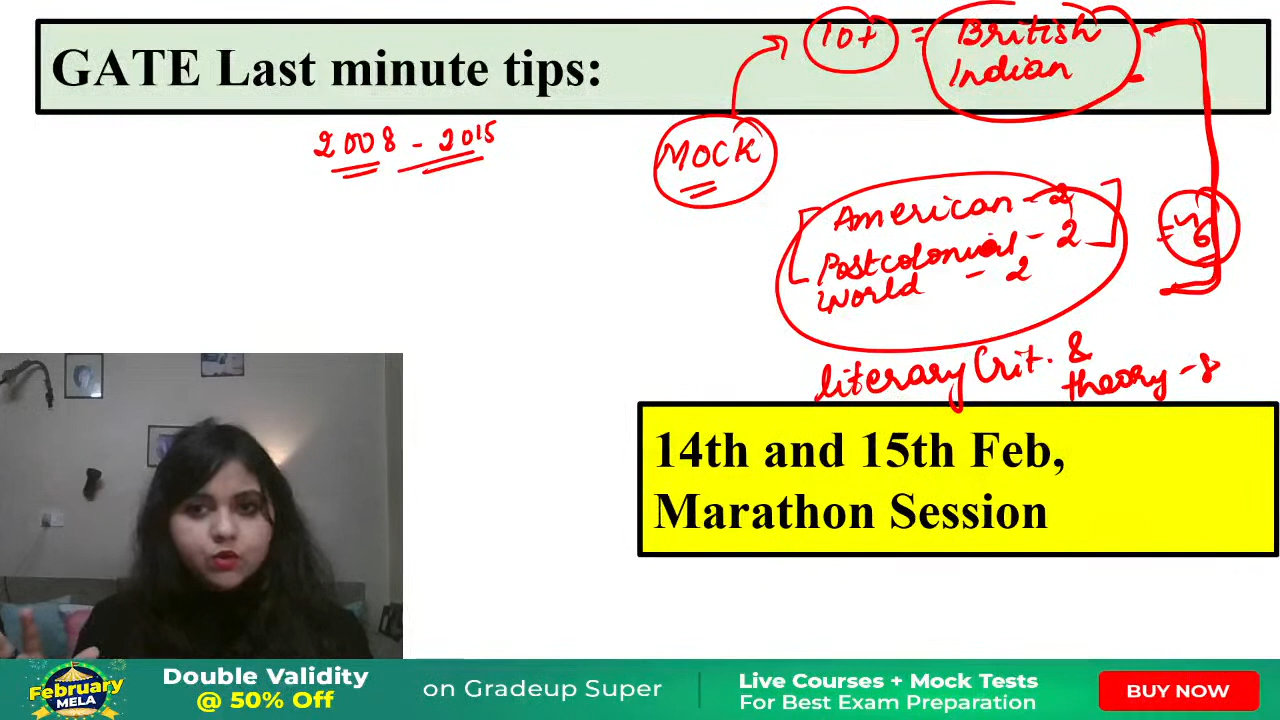 GATE Last minute tips:
10+ = British
Indian
2008 - 2015
MOCK
American - 2
Postcolonial - 2
World - 2
6
literary Crit. &
theory - 8
14th and 15th Feb,
Marathon Session
February
MELA
Double Validity
@ 50% Off
on Gradeup Super
Live Courses + Mock Tests
For Best Exam Preparation
BUY NOW